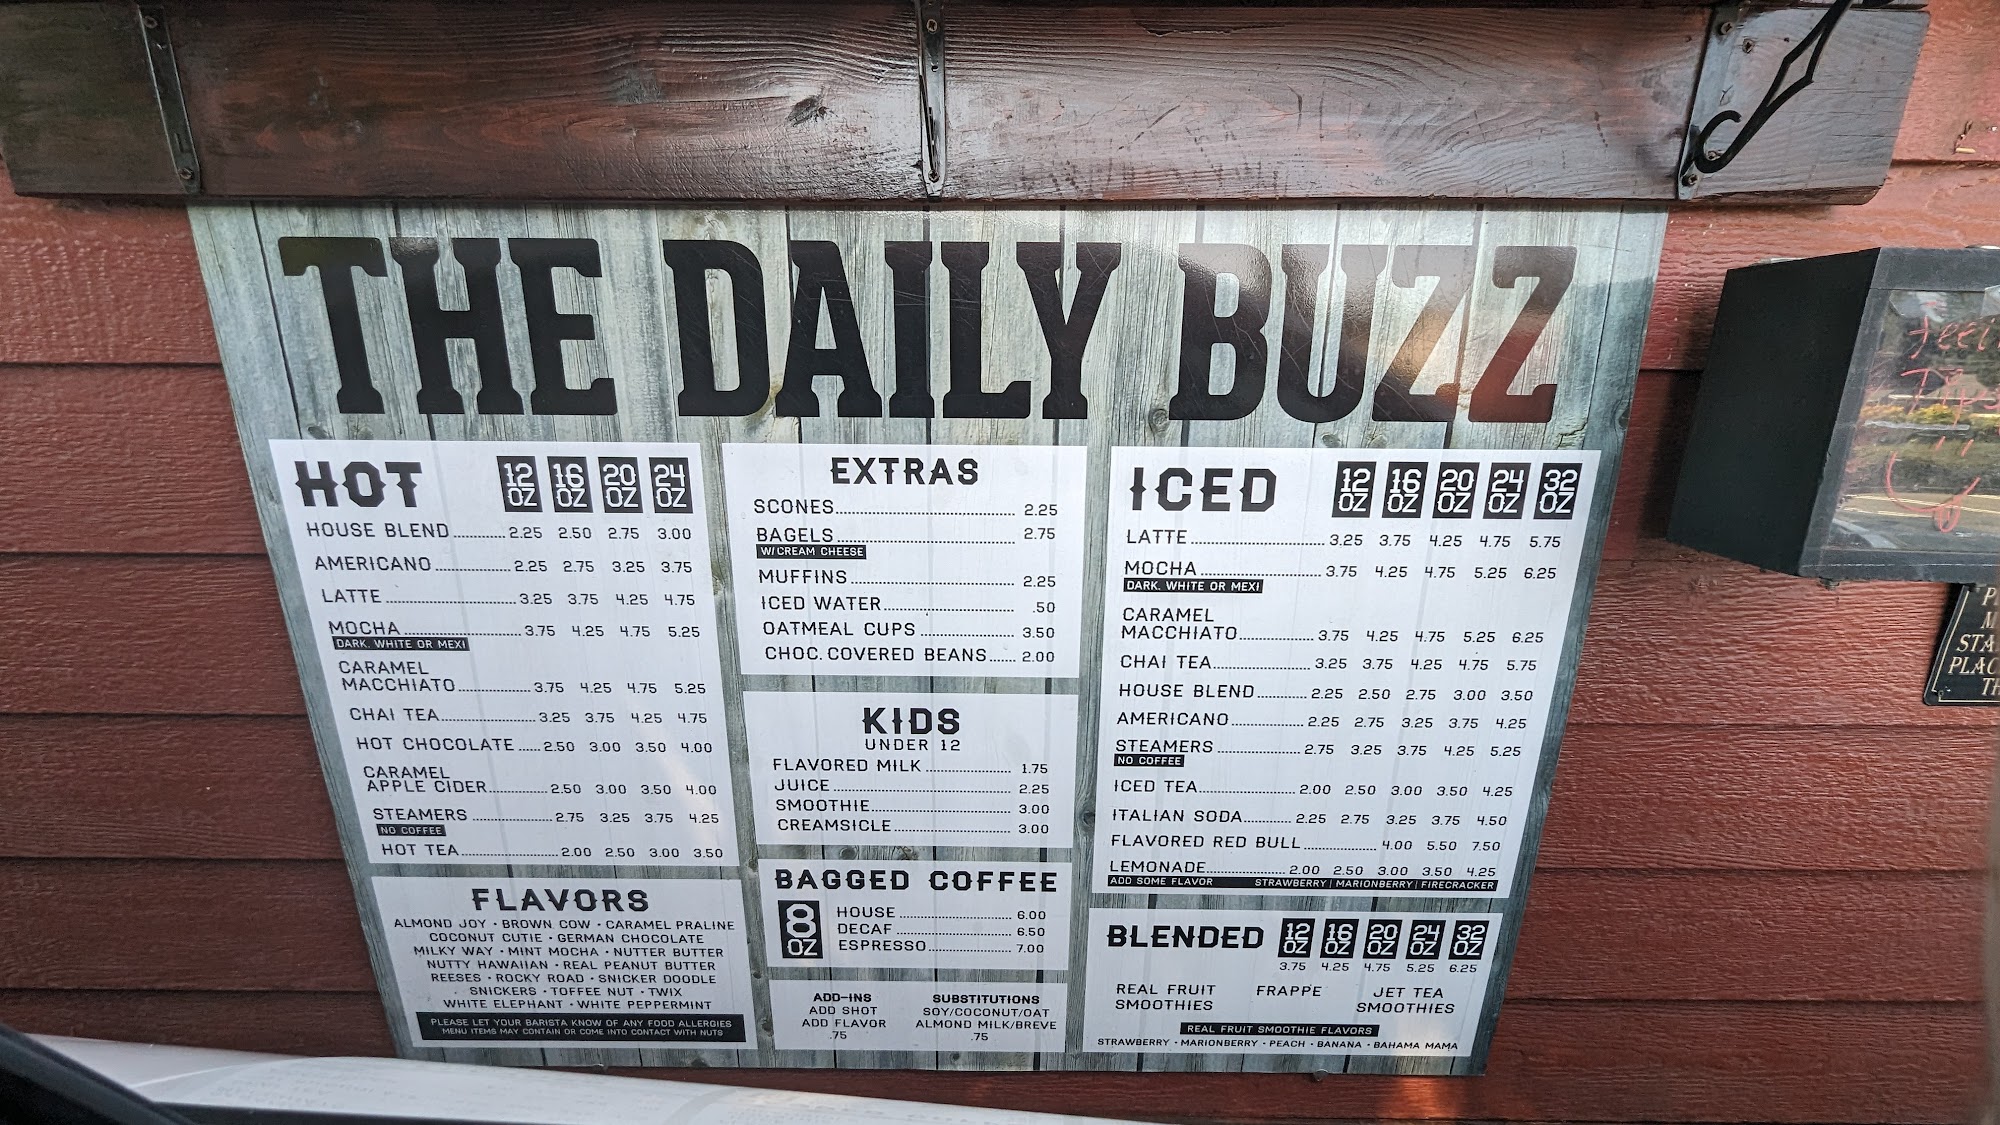 THE DAILY BUZZ
HOT 12 OZ 16 OZ 20 OZ 24 OZ
HOUSE BLEND 2.25 2.50 2.75 3.00
AMERICANO 2.25 2.75 3.25 3.75
LATTE 3.25 3.75 4.25 4.75
MOCHA 3.75 4.25 4.75 5.25
DARK, WHITE OR MEXI
CARAMEL
MACCHIATO 3.75 4.25 4.75 5.25
CHAI TEA 3.25 3.75 4.25 4.75
HOT CHOCOLATE 2.50 3.00 3.50 4.00
CARAMEL
APPLE CIDER 2.50 3.00 3.50 4.00
STEAMERS 2.75 3.25 3.75 4.25
NO COFFEE
HOT TEA 2.00 2.50 3.00 3.50
FLAVORS
ALMOND JOY • BROWN COW • CARAMEL PRALINE
COCONUT CUTIE • GERMAN CHOCOLATE
MILKY WAY • MINT MOCHA • NUTTER BUTTER
NUTTY HAWAIIAN • REAL PEANUT BUTTER
REESES • ROCKY ROAD • SNICKER DOODLE
SNICKERS • TOFFEE NUT • TWIX
WHITE ELEPHANT • WHITE PEPPERMINT
PLEASE LET YOUR BARISTA KNOW OF ANY FOOD ALLERGIES
MENU ITEMS MAY CONTAIN OR COME INTO CONTACT WITH NUTS
EXTRAS
SCONES 2.25
BAGELS 2.75
W/CREAM CHEESE
MUFFINS 2.25
ICED WATER .50
OATMEAL CUPS 3.50
CHOC. COVERED BEANS 2.00
KIDS
UNDER 12
FLAVORED MILK 1.75
JUICE 2.25
SMOOTHIE 3.00
CREAMSICLE 3.00
BAGGED COFFEE
8 OZ
HOUSE 6.00
DECAF 6.50
ESPRESSO 7.00
ADD-INS
ADD SHOT
ADD FLAVOR
.75
SUBSTITUTIONS
SOY/COCONUT/OAT
ALMOND MILK/BREVE
.75
ICED 12 OZ 16 OZ 20 OZ 24 OZ 32 OZ
LATTE 3.25 3.75 4.25 4.75 5.75
MOCHA 3.75 4.25 4.75 5.25 6.25
DARK, WHITE OR MEXI
CARAMEL
MACCHIATO 3.75 4.25 4.75 5.25 6.25
CHAI TEA 3.25 3.75 4.25 4.75 5.75
HOUSE BLEND 2.25 2.50 2.75 3.00 3.50
AMERICANO 2.25 2.75 3.25 3.75 4.25
STEAMERS 2.75 3.25 3.75 4.25 5.25
NO COFFEE
ICED TEA 2.00 2.50 3.00 3.50 4.25
ITALIAN SODA 2.25 2.75 3.25 3.75 4.50
FLAVORED RED BULL 4.00 5.50 7.50
LEMONADE 2.00 2.50 3.00 3.50 4.25
ADD SOME FLAVOR STRAWBERRY | MARIONBERRY | FIRECRACKER
BLENDED 12 OZ 16 OZ 20 OZ 24 OZ 32 OZ
3.75 4.25 4.75 5.25 6.25
REAL FRUIT
SMOOTHIES
FRAPPE
JET TEA
SMOOTHIES
REAL FRUIT SMOOTHIE FLAVORS
STRAWBERRY • MARIONBERRY • PEACH • BANANA • BAHAMA MAMA